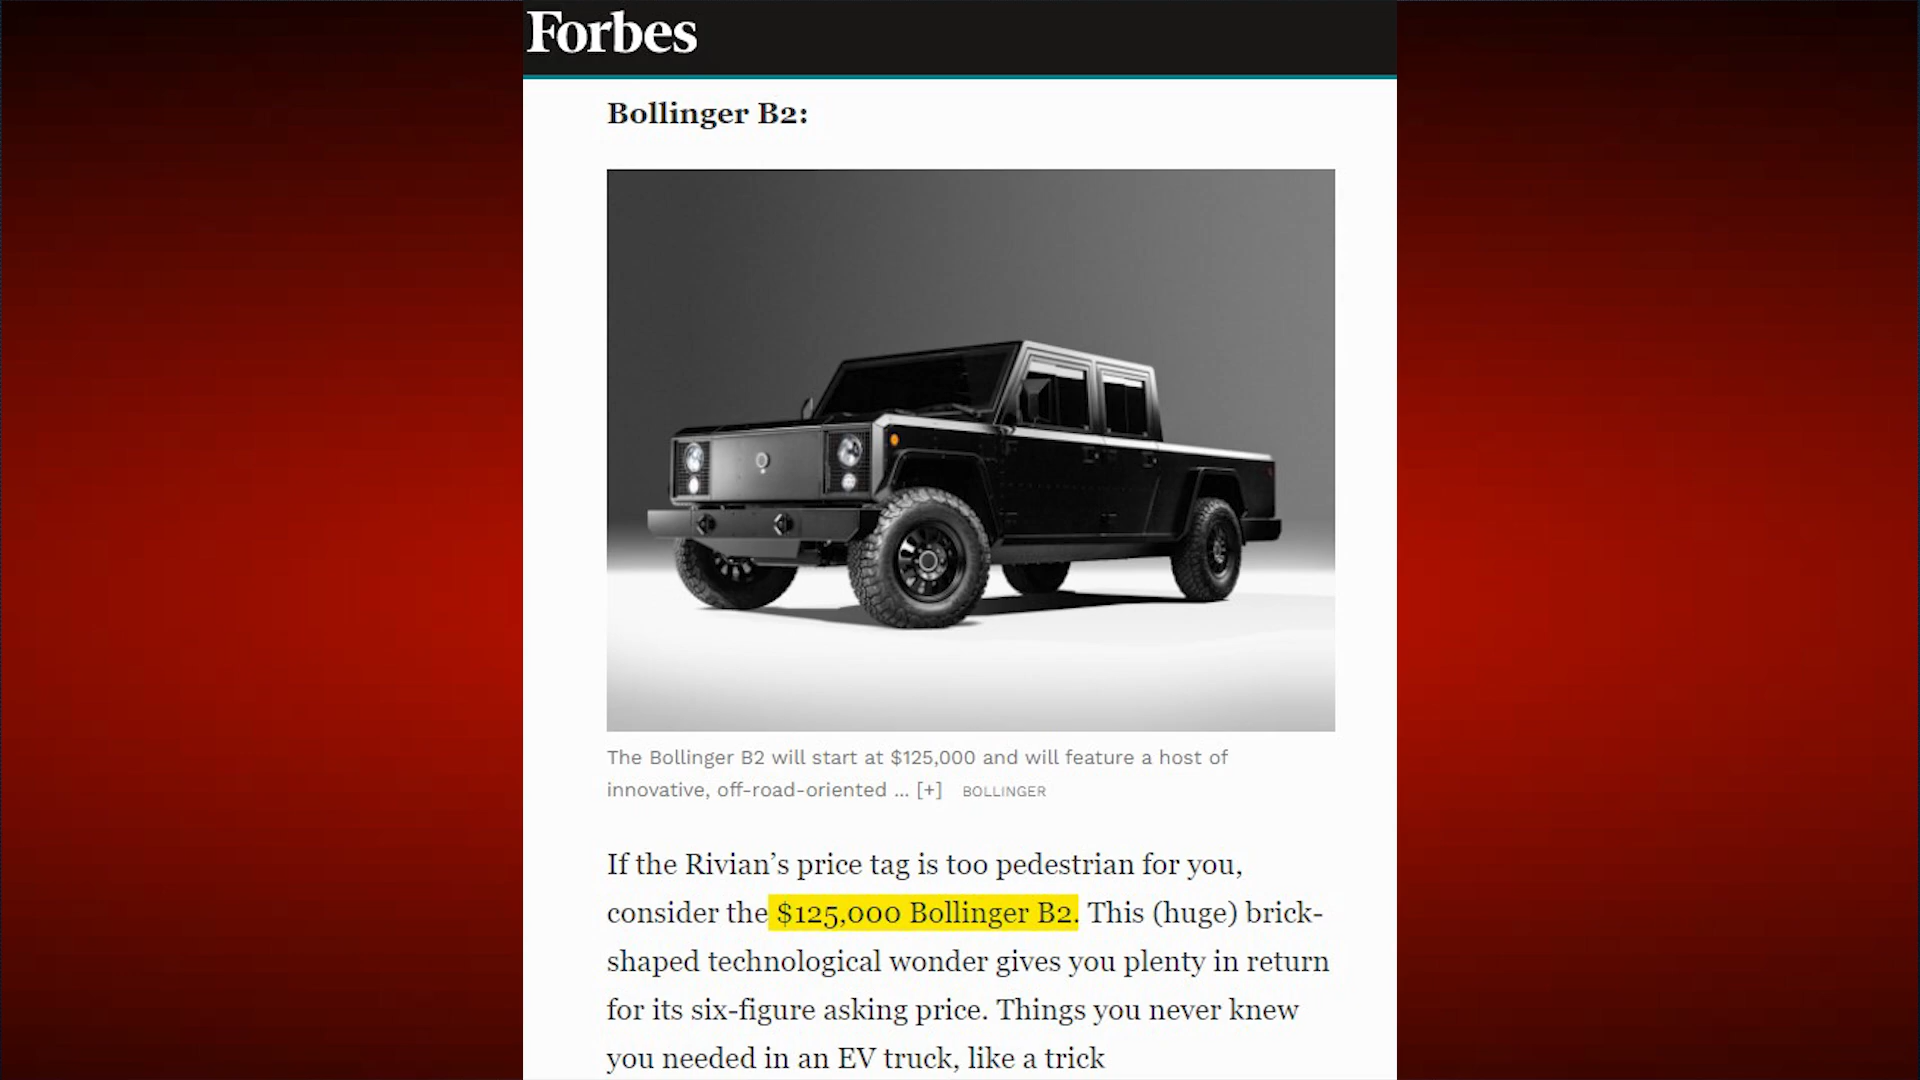 Forbes
Bollinger B2:
The Bollinger B2 will start at $125,000 and will feature a host of
innovative, off-road-oriented ... [+] BOLLINGER
If the Rivian’s price tag is too pedestrian for you,
consider the $125,000 Bollinger B2. This (huge) brick-
shaped technological wonder gives you plenty in return
for its six-figure asking price. Things you never knew
you needed in an EV truck, like a trick